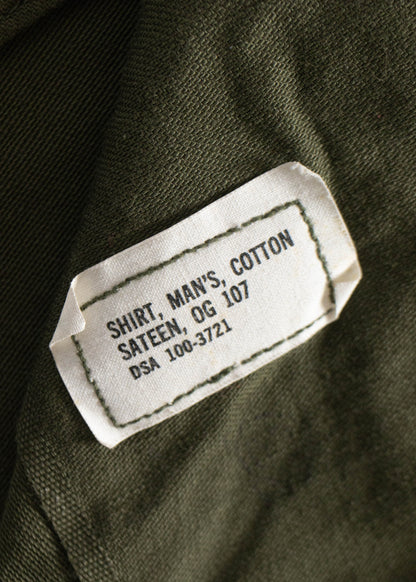 SHIRT, MAN'S, COTTON
SATEEN, OG 107
DSA 100-3721